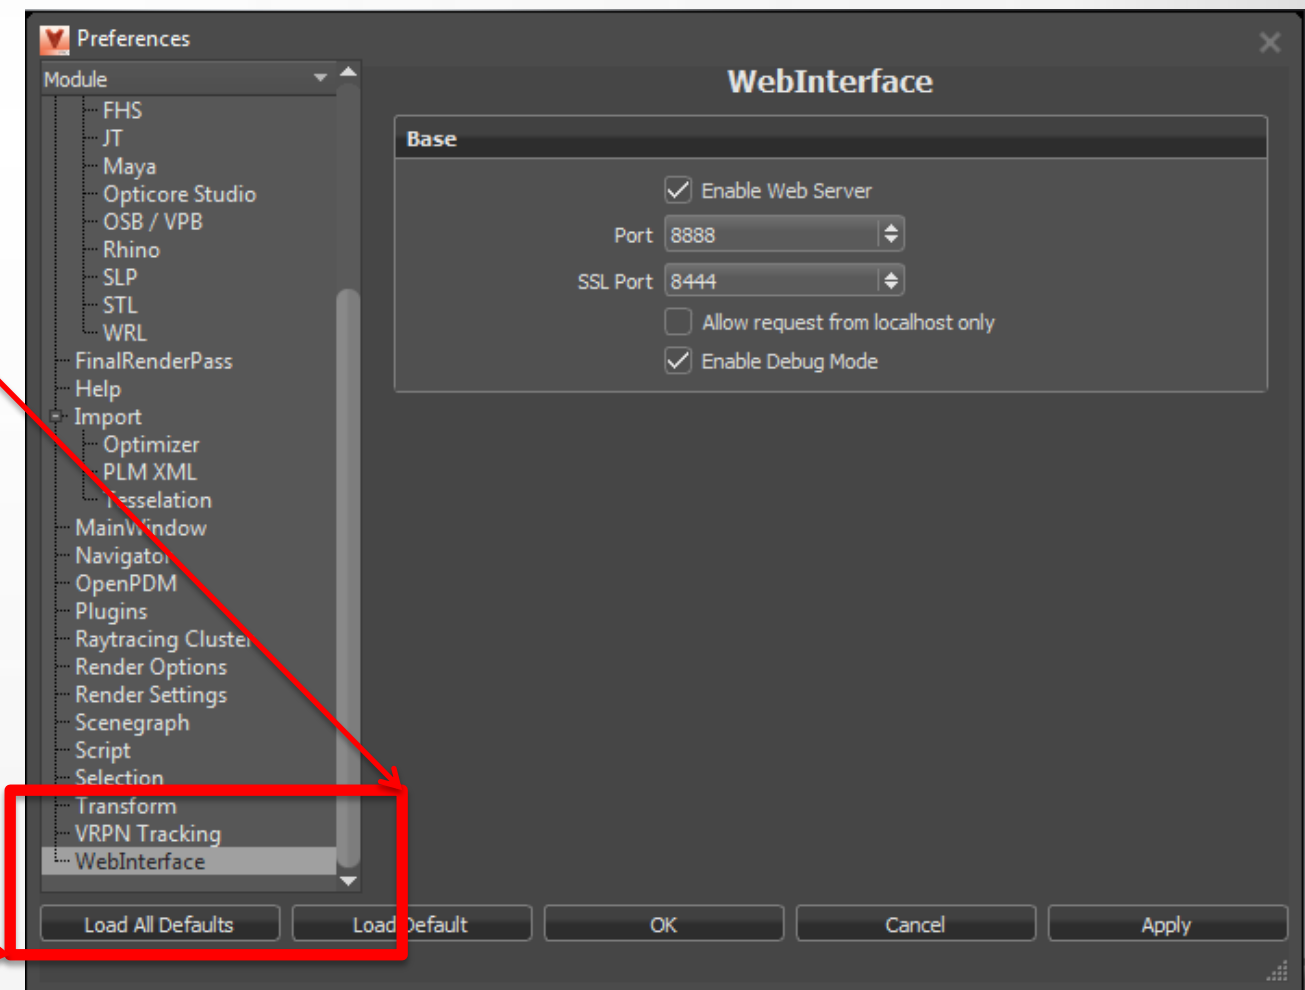 Preferences
Module
FHS
JT
Maya
Opticore Studio
OSB / VPB
Rhino
SLP
STL
WRL
FinalRenderPass
Help
Import
Optimizer
PLM XML
Tesselation
MainWindow
Navigator
OpenPDM
Plugins
Raytracing Cluster
Render Options
Render Settings
Scenegraph
Script
Selection
Transform
VRPN Tracking
WebInterface
WebInterface
Base
Enable Web Server
Port 8888
SSL Port 8444
Allow request from localhost only
Enable Debug Mode
Load All Defaults Load Default OK Cancel Apply